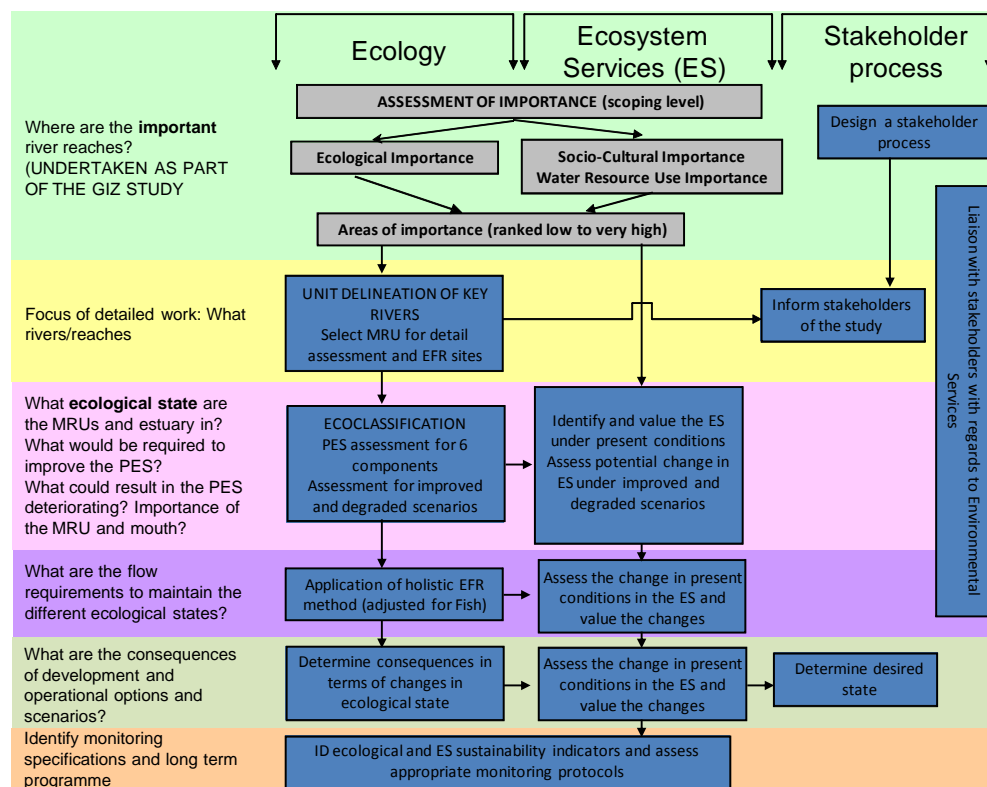 Ecology
Ecosystem
Services (ES)
Stakeholder
process
Where are the important
river reaches?
(UNDERTAKEN AS PART
OF THE GIZ STUDY
ASSESSMENT OF IMPORTANCE (scoping level)
Ecological Importance
Socio-Cultural Importance
Water Resource Use Importance
Areas of importance (ranked low to very high)
Design a stakeholder
process
Liaison with stakeholders with regards to Environmental
Services
Focus of detailed work: What
rivers/reaches
UNIT DELINEATION OF KEY
RIVERS
Select MRU for detail
assessment and EFR sites
Inform stakeholders
of the study
What ecological state are
the MRUs and estuary in?
What would be required to
improve the PES?
What could result in the PES
deteriorating? Importance of
the MRU and mouth?
ECOCLASSIFICATION
PES assessment for 6
components
Assessment for improved
and degraded scenarios
Identify and value the ES
under present conditions
Assess potential change in
ES under improved and
degraded scenarios
What are the flow
requirements to maintain the
different ecological states?
Application of holistic EFR
method (adjusted for Fish)
Assess the change in present
conditions in the ES and
value the changes
What are the consequences
of development and
operational options and
scenarios?
Determine consequences in
terms of changes in
ecological state
Assess the change in present
conditions in the ES and
value the changes
Determine desired
state
Identify monitoring
specifications and long term
programme
ID ecological and ES sustainability indicators and assess
appropriate monitoring protocols